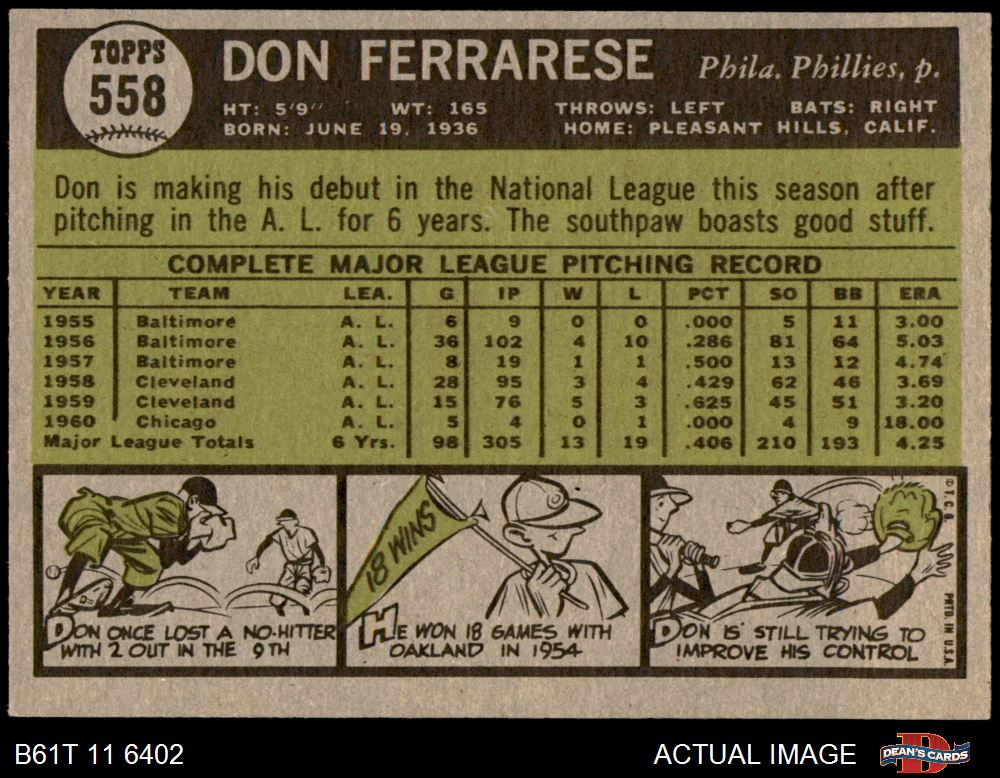 TOPPS
558
DON FERRARESE Phila. Phillies, p.
HT: 5'9" WT: 165 THROWS: LEFT BATS: RIGHT
BORN: JUNE 19, 1936 HOME: PLEASANT HILLS, CALIF.
Don is making his debut in the National League this season after
pitching in the A. L. for 6 years. The southpaw boasts good stuff.
COMPLETE MAJOR LEAGUE PITCHING RECORD
YEAR TEAM LEA. G IP W L PCT SO BB ERA
1955 Baltimore A. L. 6 9 0 0 .000 5 11 3.00
1956 Baltimore A. L. 36 102 4 10 .286 81 64 5.03
1957 Baltimore A. L. 8 19 1 1 .500 13 12 4.74
1958 Cleveland A. L. 28 95 3 4 .429 62 46 3.69
1959 Cleveland A. L. 15 76 5 3 .625 45 51 3.20
1960 Chicago A. L. 5 4 0 1 .000 4 9 18.00
Major League Totals 6 Yrs. 98 305 13 19 .406 210 193 4.25
DON ONCE LOST A NO-HITTER
WITH 2 OUT IN THE 9TH
18 WINS
HE WON 18 GAMES WITH
OAKLAND IN 1954
DON IS STILL TRYING TO
IMPROVE HIS CONTROL
© T. C. G. PRTD. IN U.S.A.
B61T 11 6402
ACTUAL IMAGE
D
DEAN'S CARDS